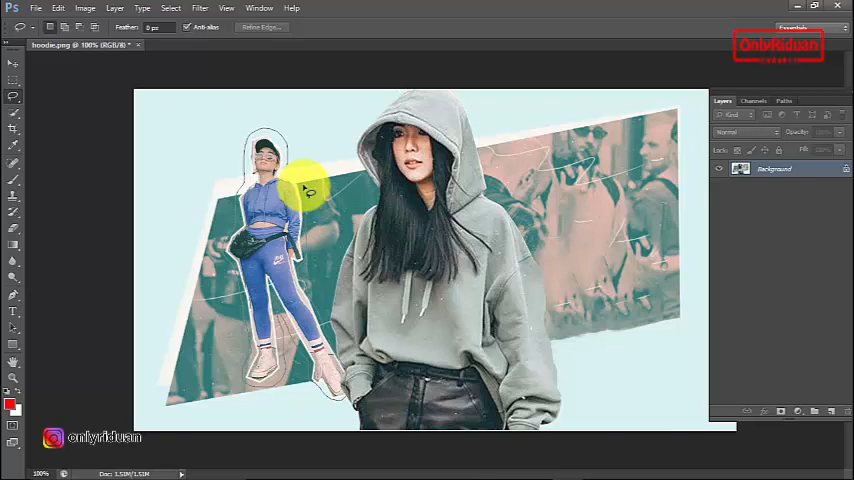 Ps File Edit Image Layer Type Select Filter View Window Help
Feather: 0 px Anti-alias Refine Edge...
Essentials
OnlyRiduan
hoodie.png @ 100% (RGB/8) *
Layers Channels Paths
Kind
Normal Opacity:
Lock: Fill:
Background
onlyriduan
100% Doc: 1.51M/1.51M